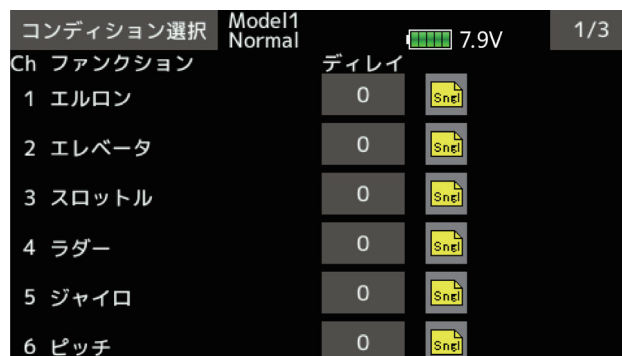 コンディション選択 Model1 Normal 7.9V 1/3
Ch ファンクション ディレイ
1 エルロン 0 Sngl
2 エレベータ 0 Sngl
3 スロットル 0 Sngl
4 ラダー 0 Sngl
5 ジャイロ 0 Sngl
6 ピッチ 0 Sngl